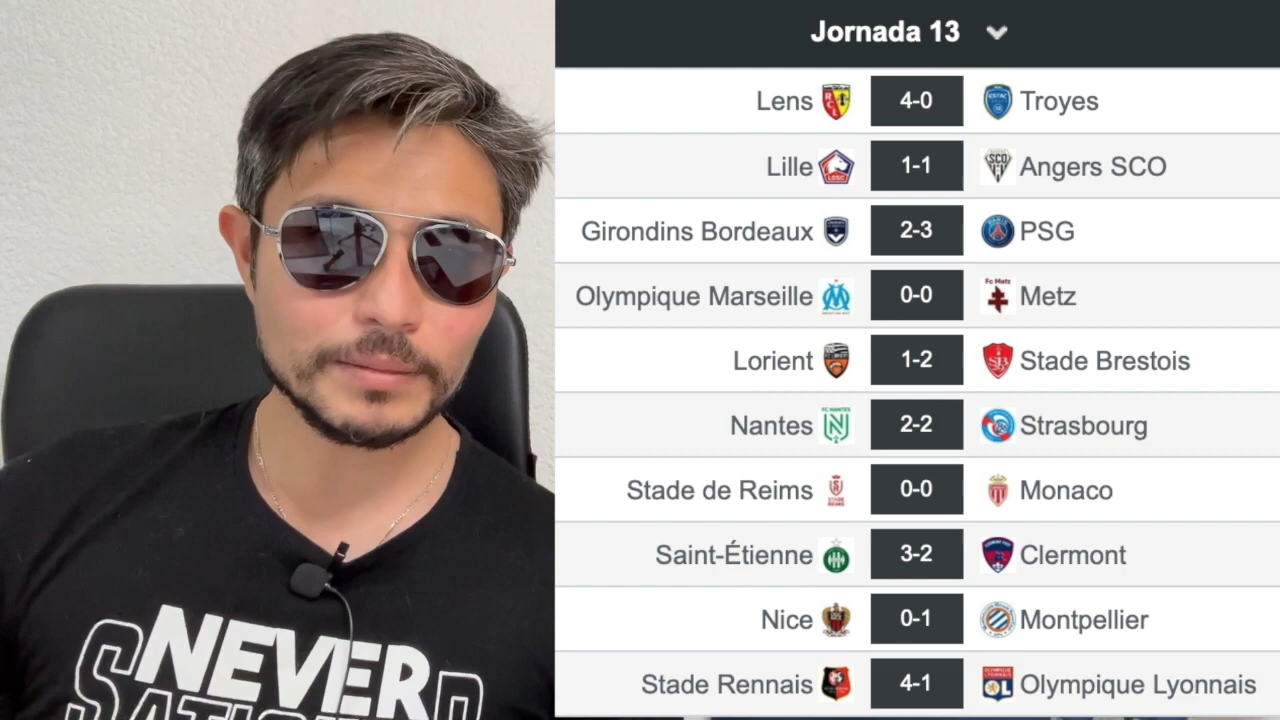 Jornada 13
Lens 4-0 Troyes
Lille 1-1 Angers SCO
Girondins Bordeaux 2-3 PSG
Olympique Marseille 0-0 Metz
Lorient 1-2 Stade Brestois
Nantes 2-2 Strasbourg
Stade de Reims 0-0 Monaco
Saint-Étienne 3-2 Clermont
Nice 0-1 Montpellier
Stade Rennais 4-1 Olympique Lyonnais
NEVER